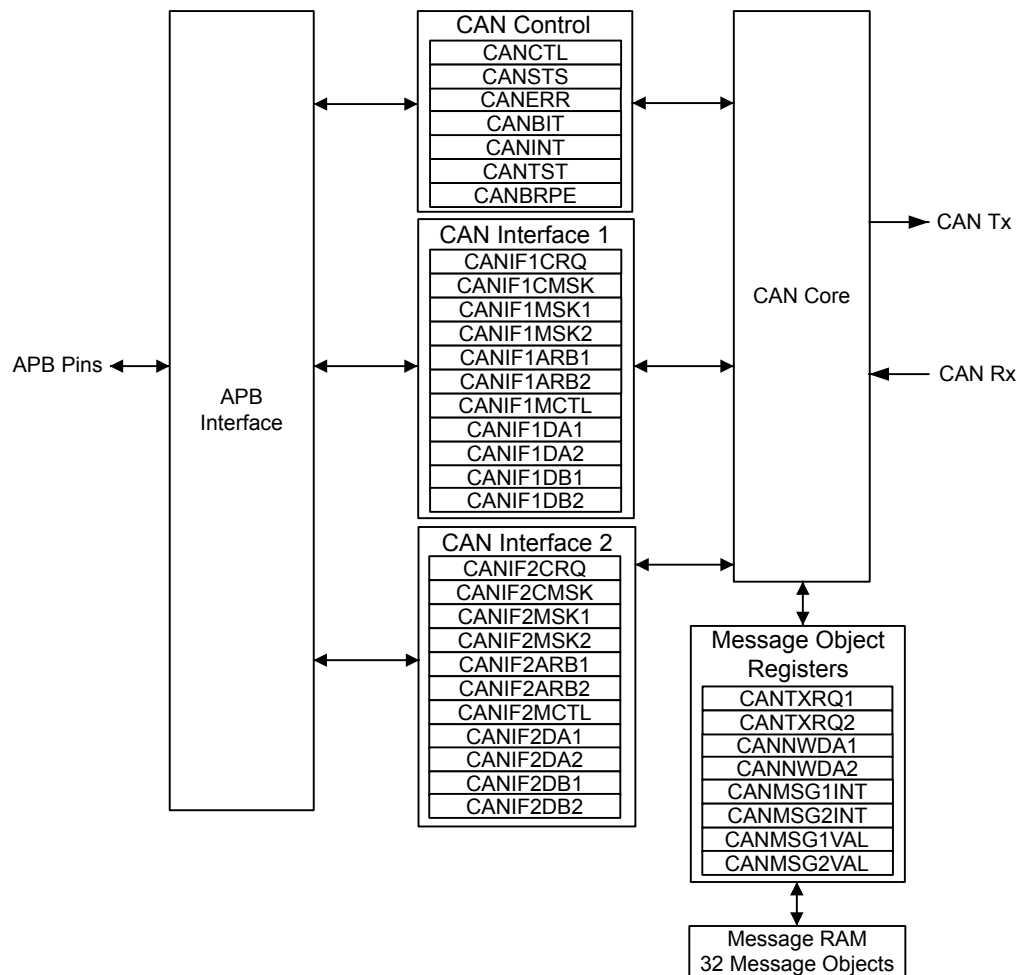 CAN Control
CANCTL
CANSTS
CANERR
CANBIT
CANINT
CANTST
CANBRPE
CAN Interface 1
CANIF1CRQ
CANIF1CMSK
CANIF1MSK1
CANIF1MSK2
CANIF1ARB1
CANIF1ARB2
CANIF1MCTL
CANIF1DA1
CANIF1DA2
CANIF1DB1
CANIF1DB2
CAN Interface 2
CANIF2CRQ
CANIF2CMSK
CANIF2MSK1
CANIF2MSK2
CANIF2ARB1
CANIF2ARB2
CANIF2MCTL
CANIF2DA1
CANIF2DA2
CANIF2DB1
CANIF2DB2
APB Pins
APB
Interface
CAN Core
CAN Tx
CAN Rx
Message Object
Registers
CANTXRQ1
CANTXRQ2
CANNWDA1
CANNWDA2
CANMSG1INT
CANMSG2INT
CANMSG1VAL
CANMSG2VAL
Message RAM
32 Message Objects